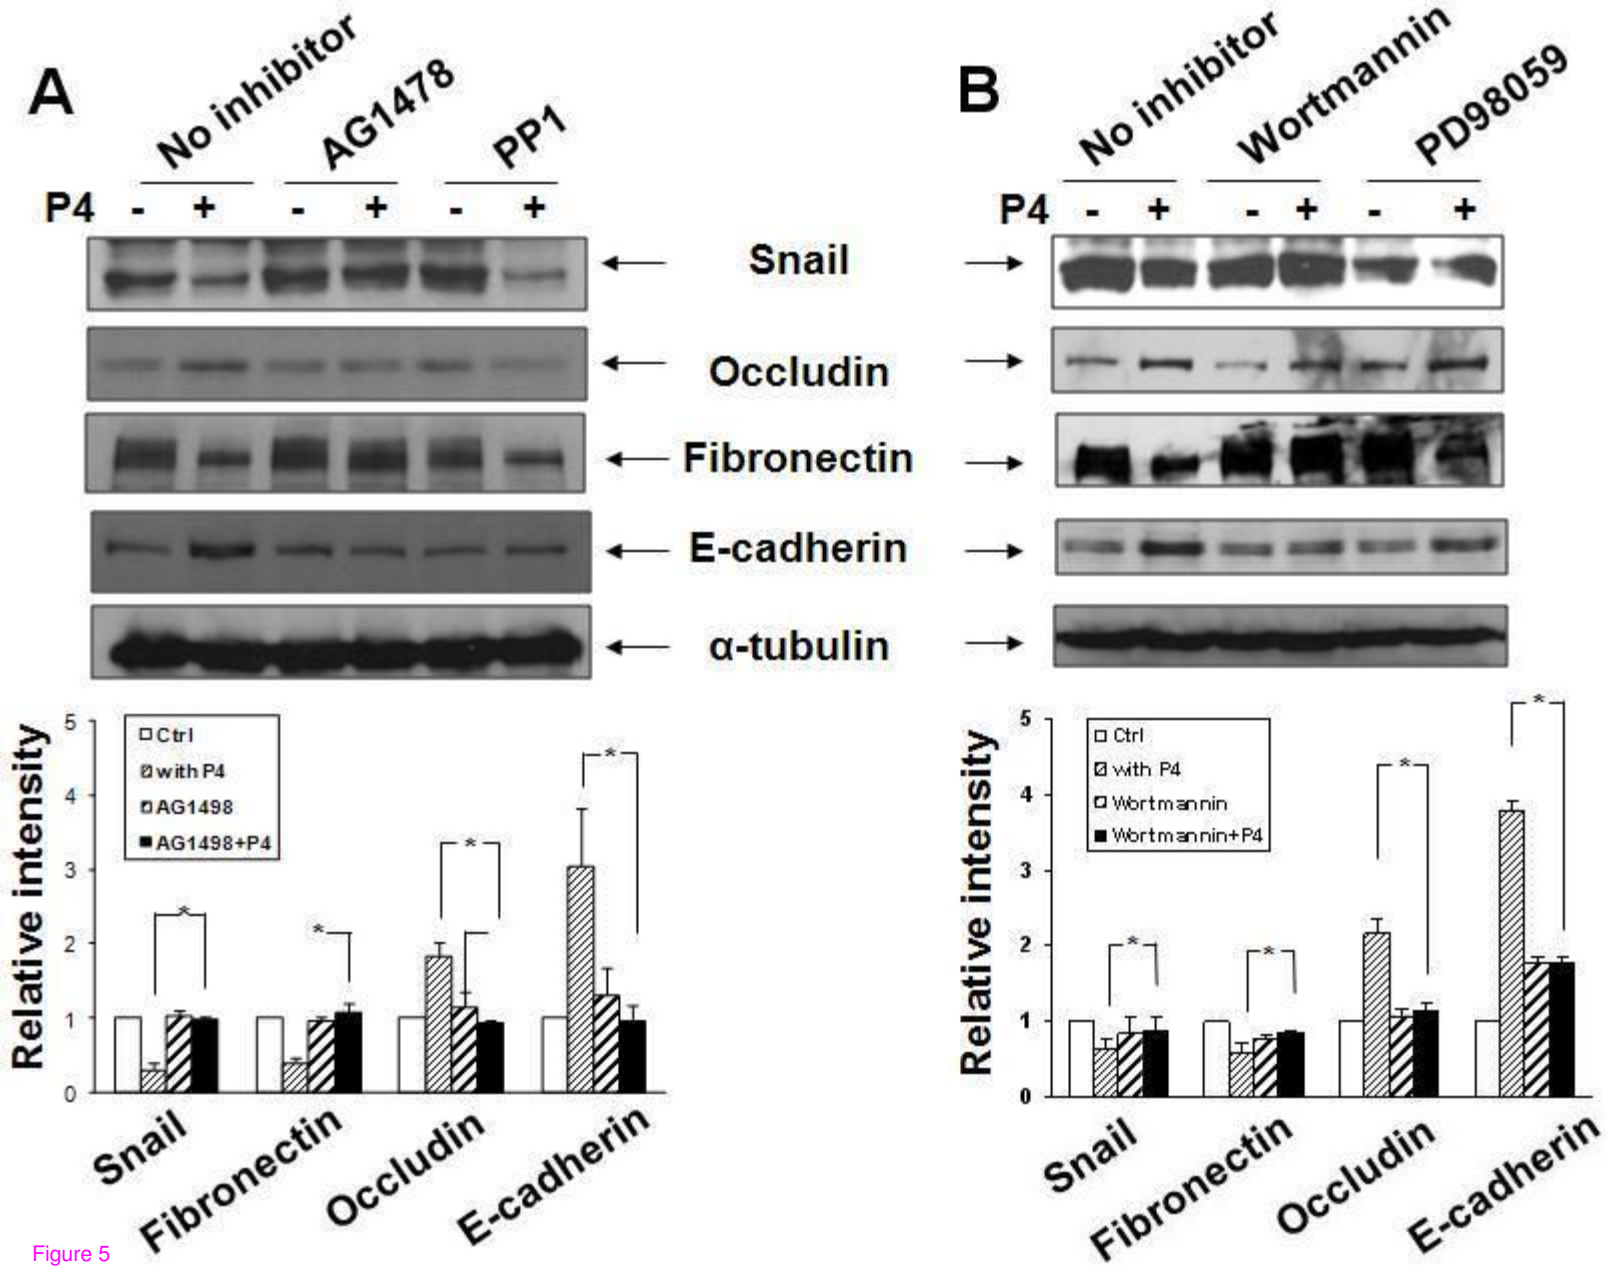 A
No inhibitor
AG1478
PP1
B
No inhibitor
Wortmannin
PD98059
P4 - + - + - +
P4 - + - + - +
Snail
Occludin
Fibronectin
E-cadherin
α-tubulin
Relative intensity
5
4
3
2
1
0
Ctrl
with P4
AG1498
AG1498+P4
*
*
*
*
Snail
Fibronectin
Occludin
E-cadherin
Relative intensity
5
4
3
2
1
0
Ctrl
with P4
Wortmannin
Wortmannin+P4
*
*
*
*
Snail
Fibronectin
Occludin
E-cadherin
Figure 5